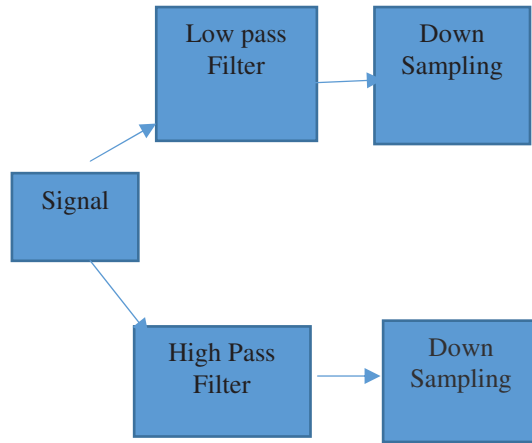 Low pass
Filter
Down
Sampling
Signal
High Pass
Filter
Down
Sampling